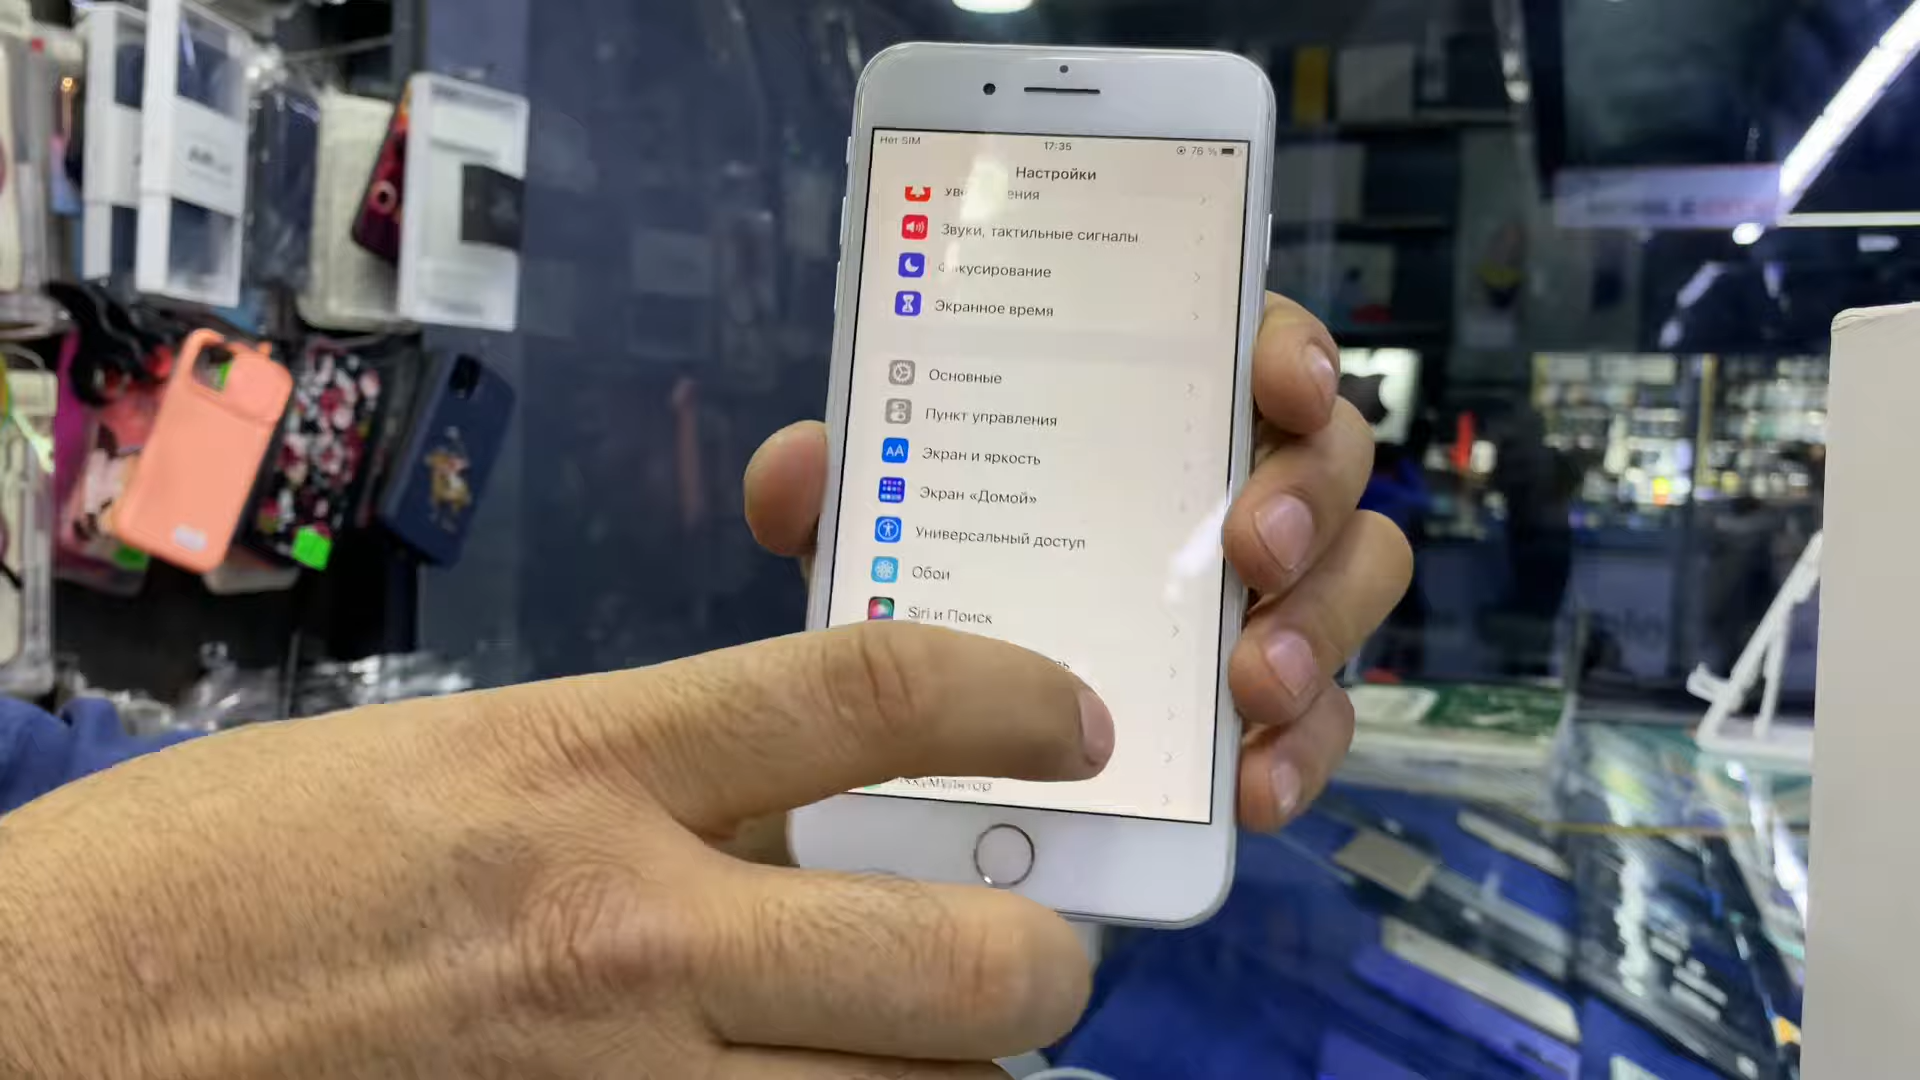 Нет SIM 17:35 76 %
Настройки
Звуки, тактильные сигналы
Экранное время
Основные
Пункт управления
Экран и яркость
AA
Экран «Домой»
Универсальный доступ
Обои
Siri и Поиск